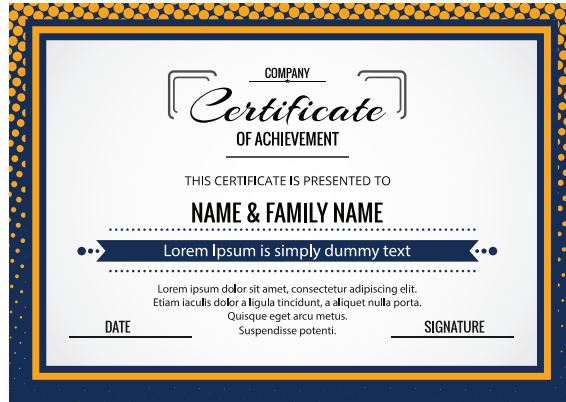 COMPANY
Certificate
OF ACHIEVEMENT
THIS CERTIFICATE IS PRESENTED TO
NAME & FAMILY NAME
Lorem Ipsum is simply dummy text
Lorem ipsum dolor sit amet, consectetur adipiscing elit.
Etiam iaculis dolor a ligula tincidunt, a aliquet nulla porta.
Quisque eget arcu metus.
Suspendisse potenti.
DATE
SIGNATURE